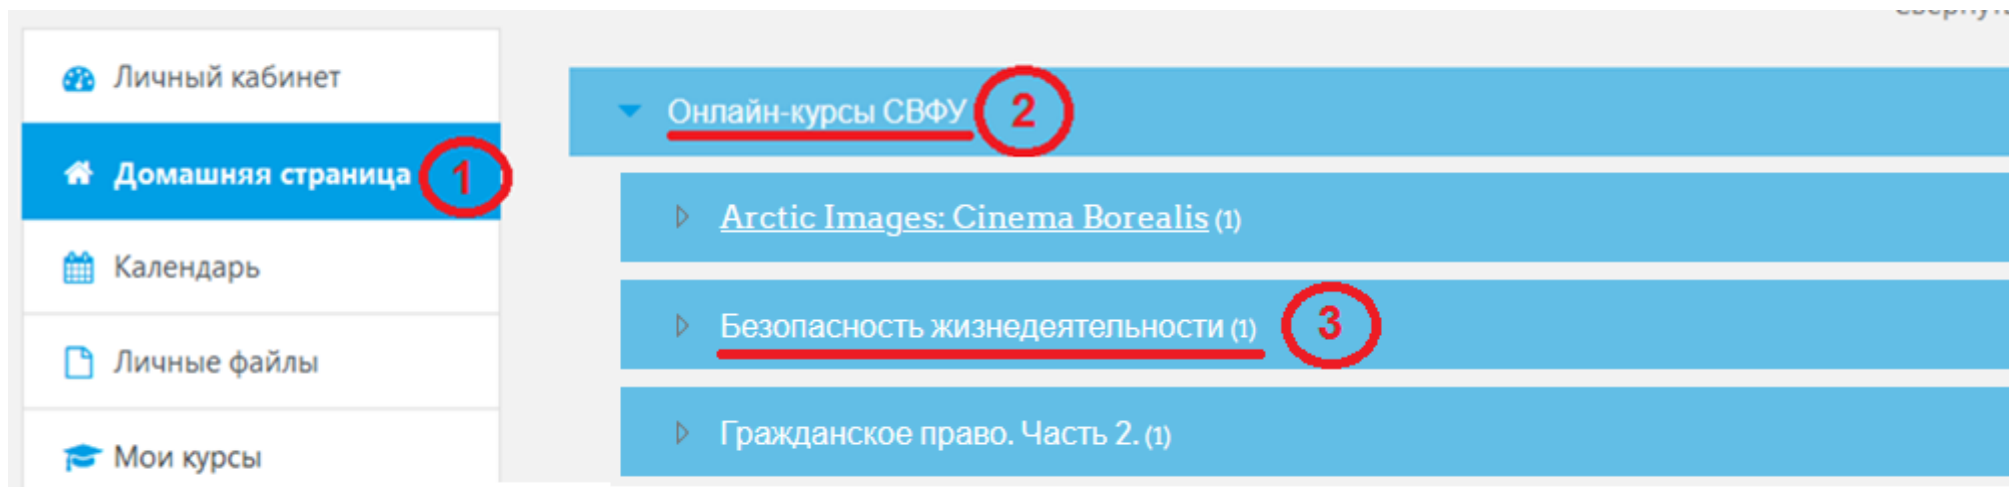 Личный кабинет
Домашняя страница 1
Календарь
Личные файлы
Мои курсы
Онлайн-курсы СВФУ 2
Arctic Images: Cinema Borealis (1)
Безопасность жизнедеятельности (1) 3
Гражданское право. Часть 2. (1)